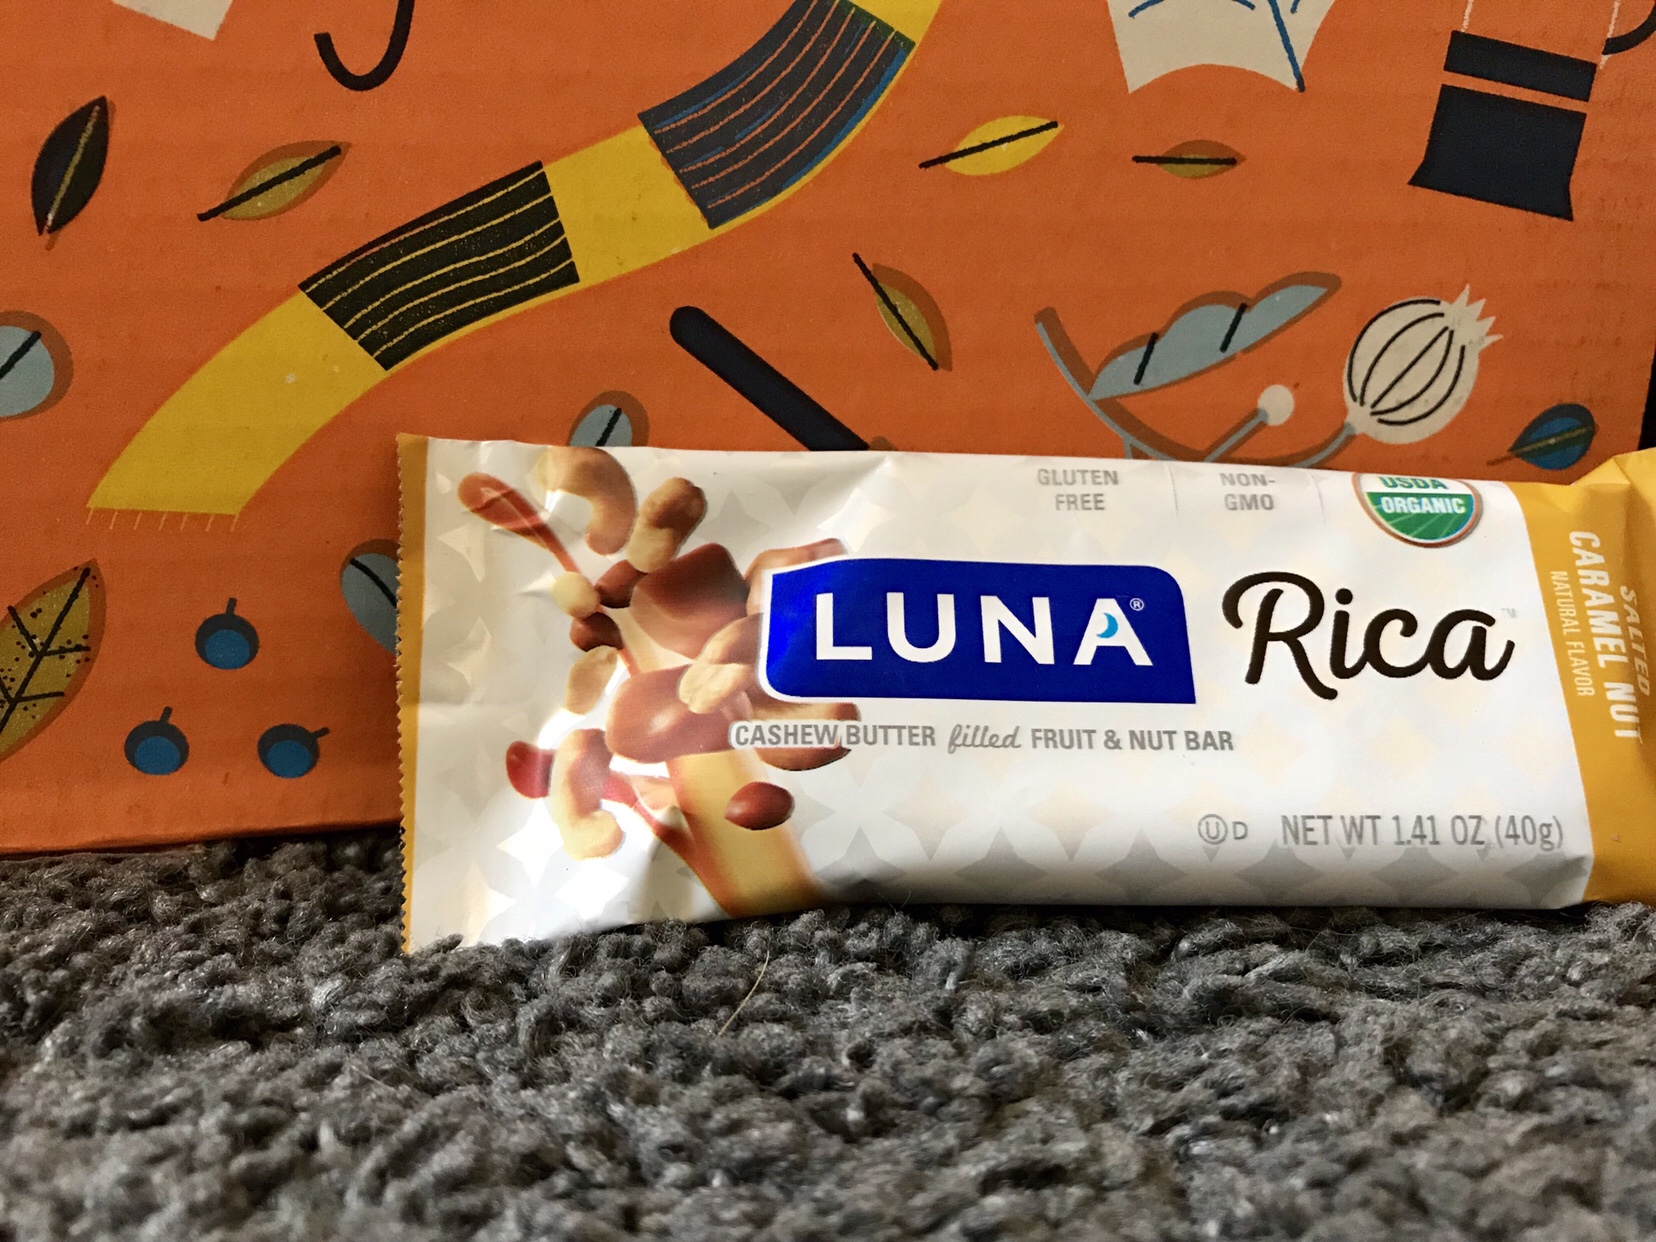 GLUTEN
FREE
NON-
GMO
USDA
ORGANIC
LUNA®
Rica™
CASHEW BUTTER filled FRUIT & NUT BAR
U D NET WT 1.41 OZ (40g)
SALTED
CARAMEL NUT
NATURAL FLAVOR